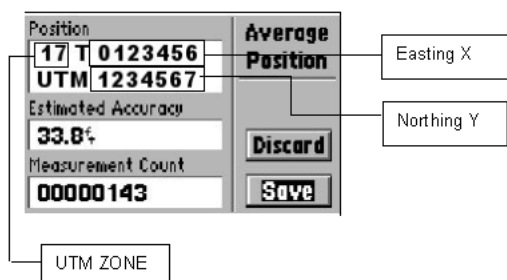 Position
17 T 0123456
UTM 1234567
Estimated Accuracy
33.8ft
Measurement Count
00000143
Average
Position
Discard
Save
Easting X
Northing Y
UTM ZONE